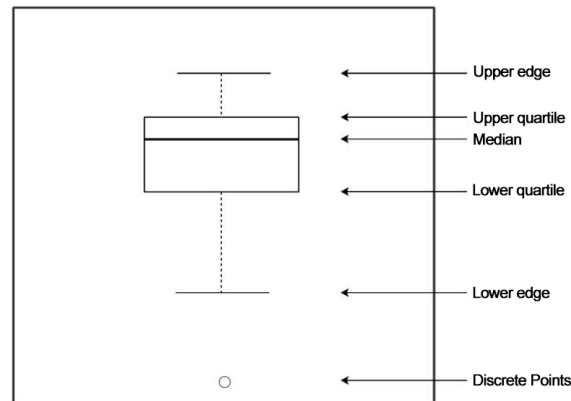 Upper edge
Upper quartile
Median
Lower quartile
Lower edge
Discrete Points